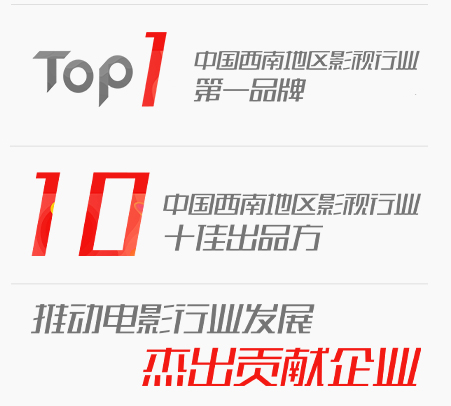 Top1
中国西南地区影视行业
第一品牌
10
中国西南地区影视行业
十佳出品方
推动电影行业发展
杰出贡献企业